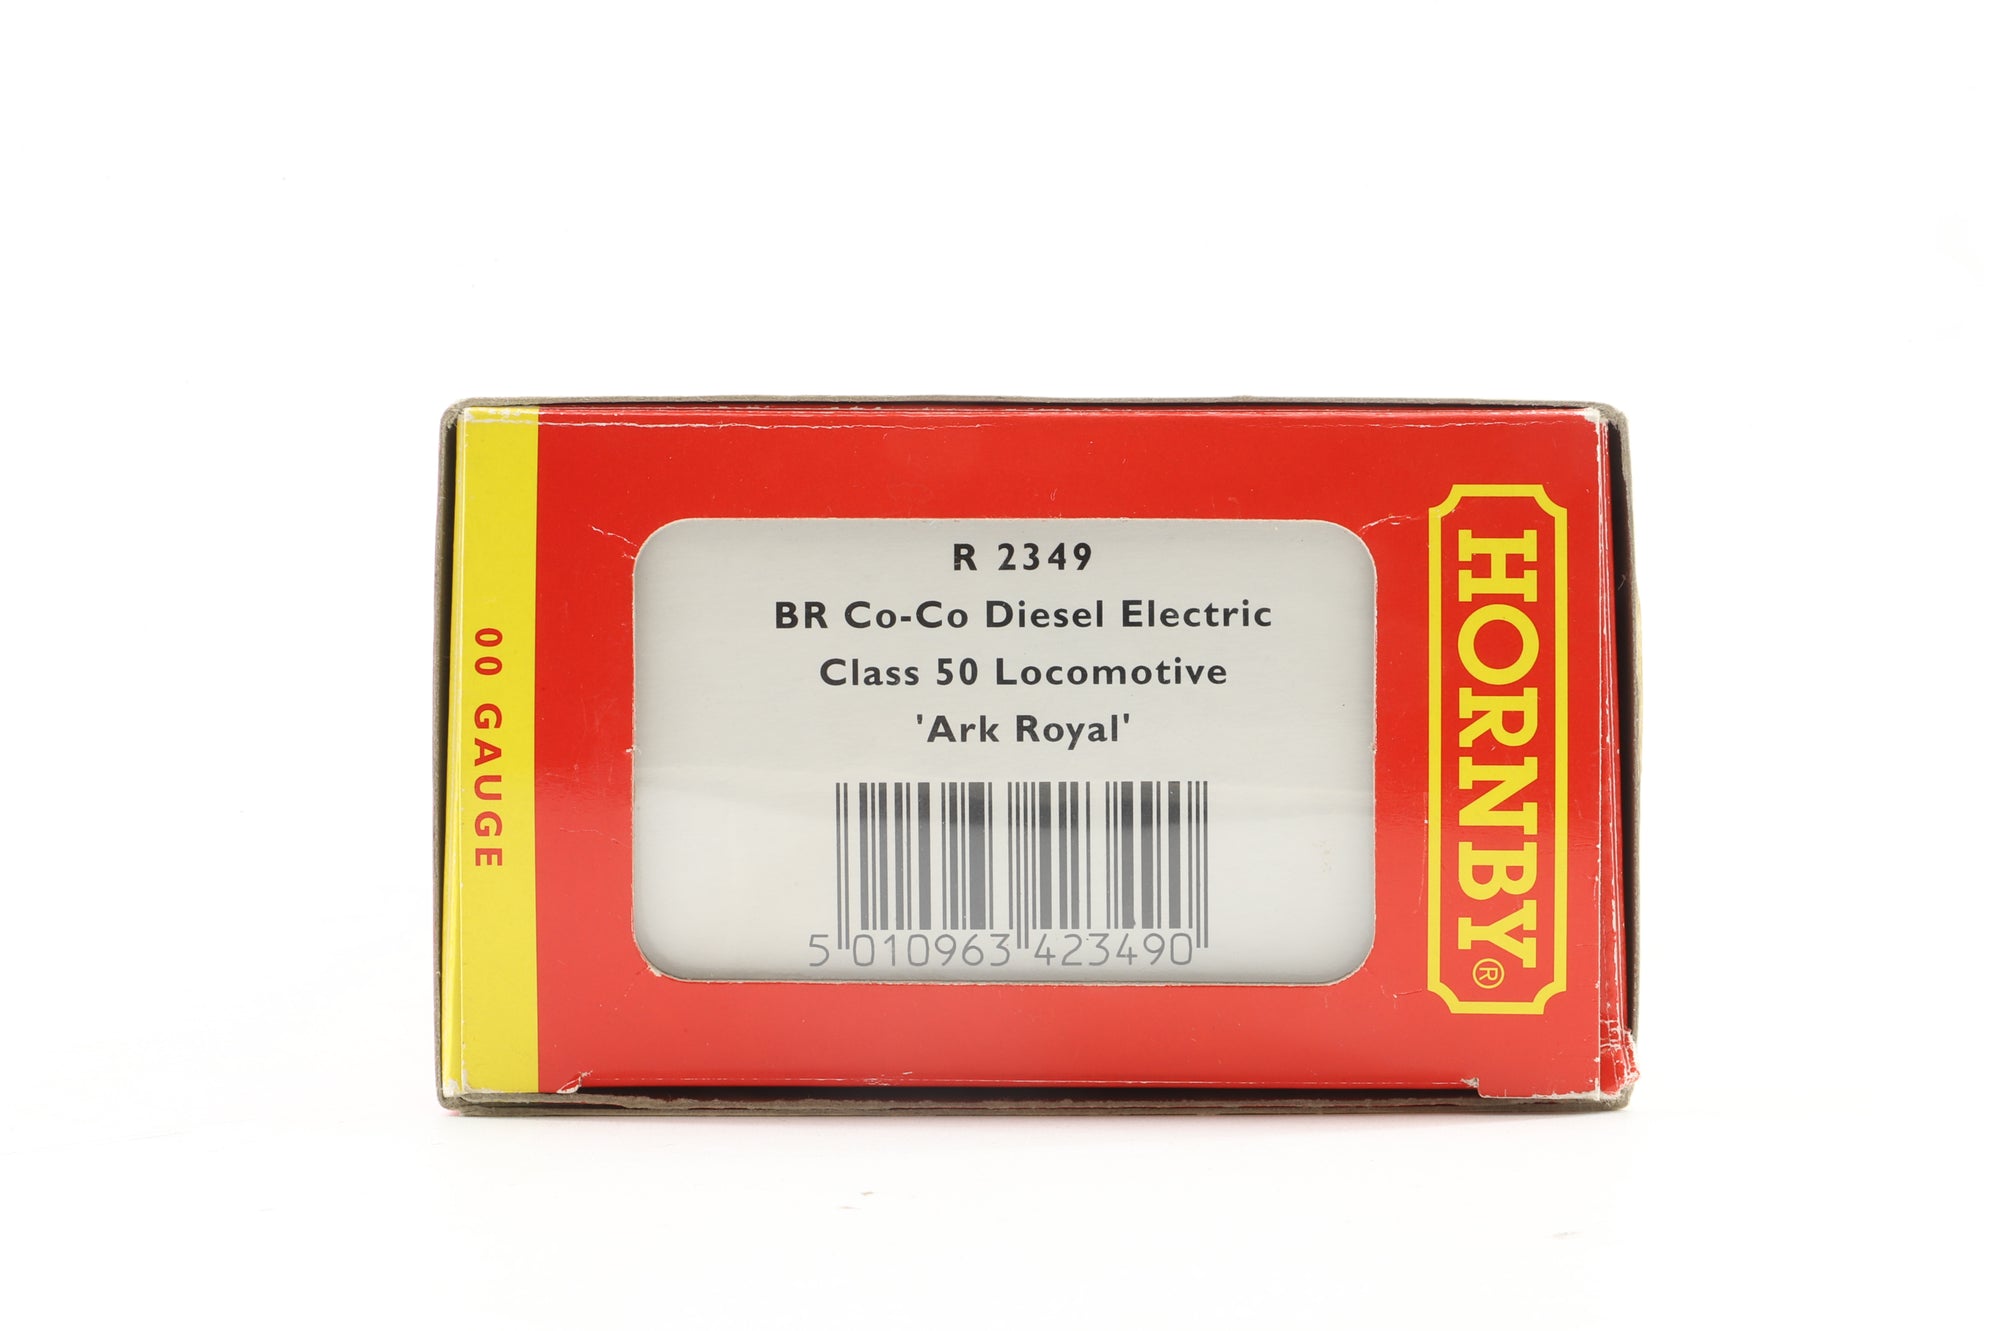 00 GAUGE
R 2349
BR Co-Co Diesel Electric
Class 50 Locomotive
'Ark Royal'
5 010963 423490
HORNBY®